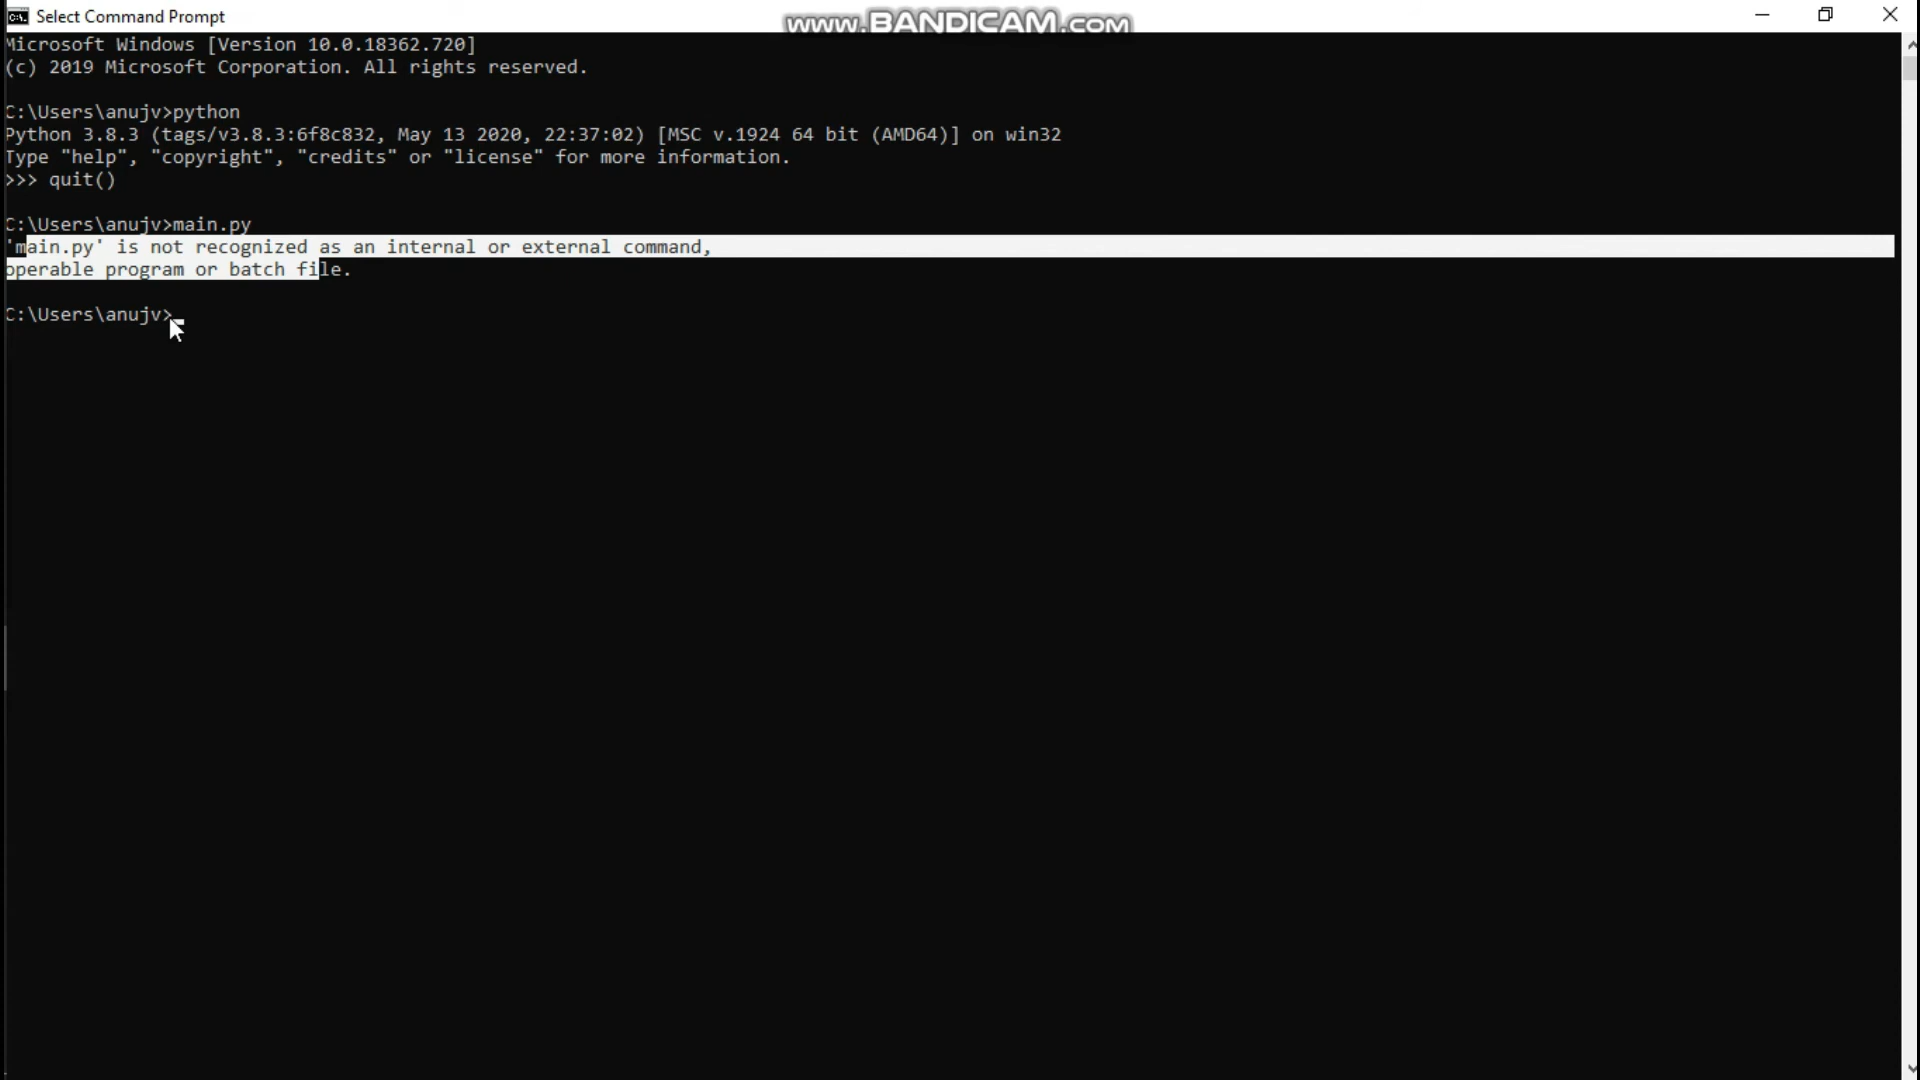 Select Command Prompt
www.BANDICAM.com
Microsoft Windows [Version 10.0.18362.720]
(c) 2019 Microsoft Corporation. All rights reserved.
C:\Users\anujv>python
Python 3.8.3 (tags/v3.8.3:6f8c832, May 13 2020, 22:37:02) [MSC v.1924 64 bit (AMD64)] on win32
Type "help", "copyright", "credits" or "license" for more information.
>>> quit()
C:\Users\anujv>main.py
'main.py' is not recognized as an internal or external command,
operable program or batch file.
C:\Users\anujv>